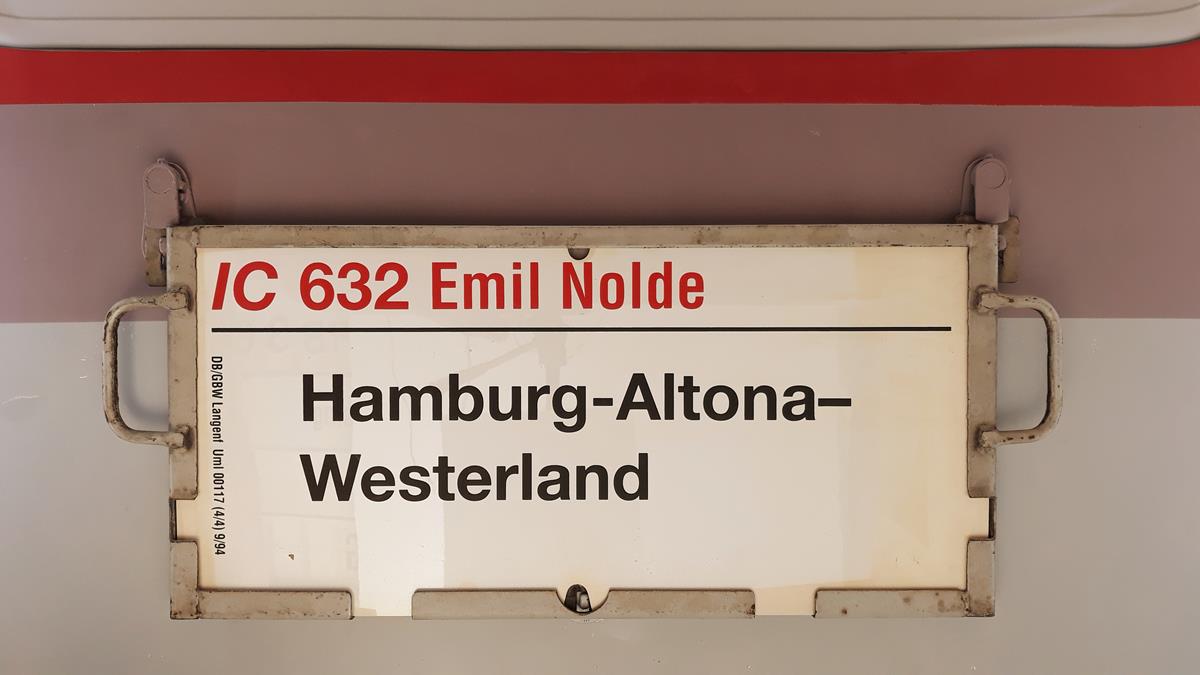 IC 632 Emil Nolde
Hamburg-Altona–
Westerland
DB/GBW Langenf Uml 00117 (4/4) 9/94